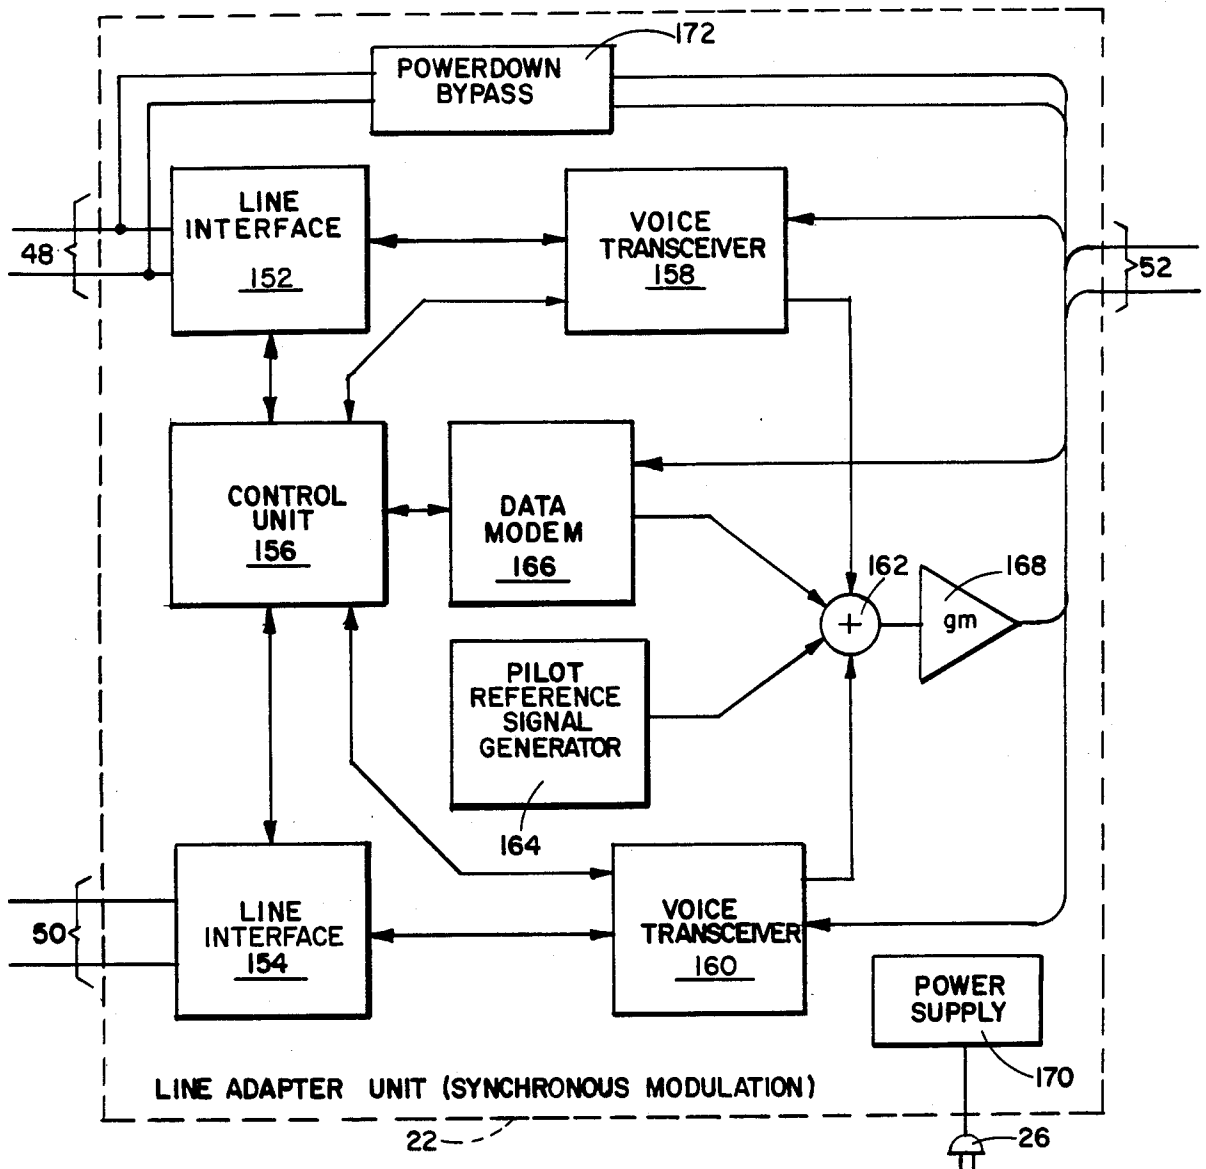 172
POWERDOWN
BYPASS
LINE
INTERFACE
152
VOICE
TRANSCEIVER
158
48
52
CONTROL
UNIT
156
DATA
MODEM
166
162
168
+
gm
PILOT
REFERENCE
SIGNAL
GENERATOR
164
50
LINE
INTERFACE
154
VOICE
TRANSCEIVER
160
POWER
SUPPLY
170
LINE ADAPTER UNIT (SYNCHRONOUS MODULATION)
22
26